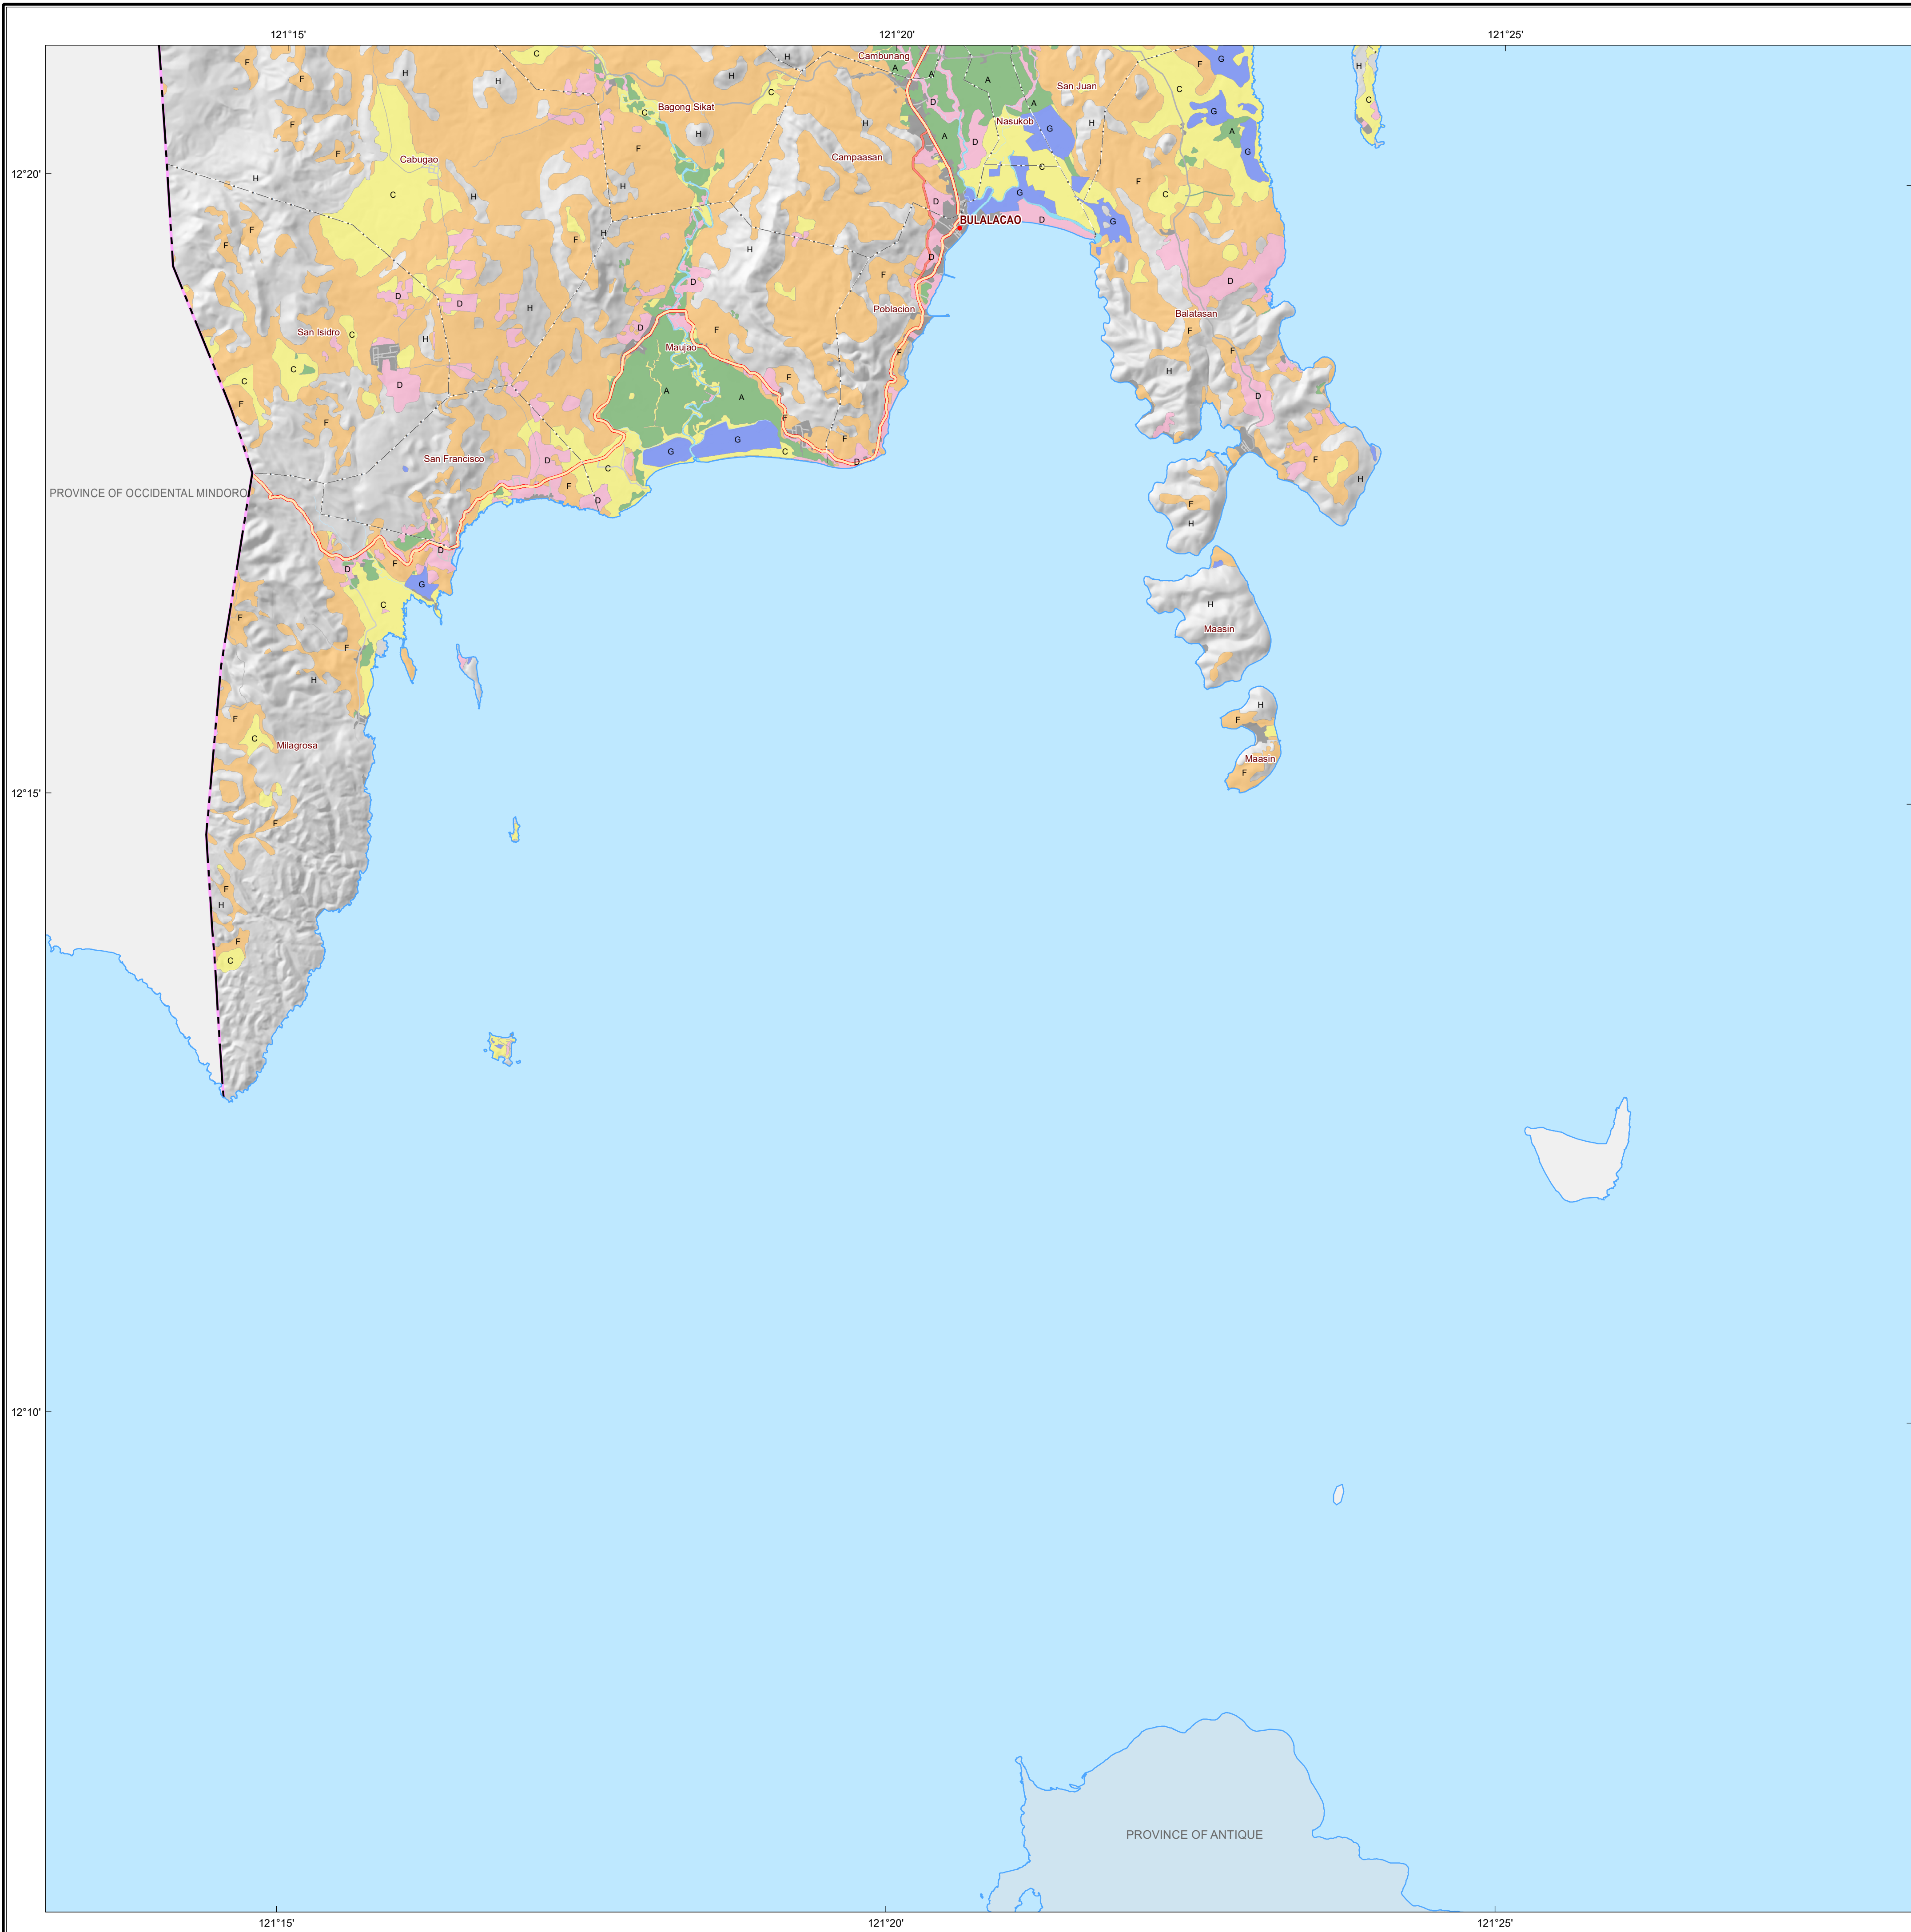 121°15'
121°20'
121°25'
Cambunang
C
H
F
G
F
H
H
H
A
A
A
F
H
C
San Juan
C
C
D
A
C
Bagong Sikat
C
G
Nasukob
H
F
H
A
D
G
H
A
F
F
Cabugao
Campaasan
G
12°20'
C
H
H
F
C
C
H
D
G
C
BULALACAO
D
G
F
F
F
H
H
D
F
D
D
D
D
H
Poblacion
Balatasan
San Isidro
C
D
F
F
H
Maujao
F
F
C
C
D
F
H
F
A
A
D
F
F
F
G
C
San Francisco
D
C
D
F
H
PROVINCE OF OCCIDENTAL MINDORO
F
D
F
H
D
D
F
G
C
H
F
Maasin
F
H
F
H
F
C
Milagrosa
Maasin
F
12°15'
F
F
H
F
C
12°10'
PROVINCE OF ANTIQUE
121°15'
121°20'
121°25'